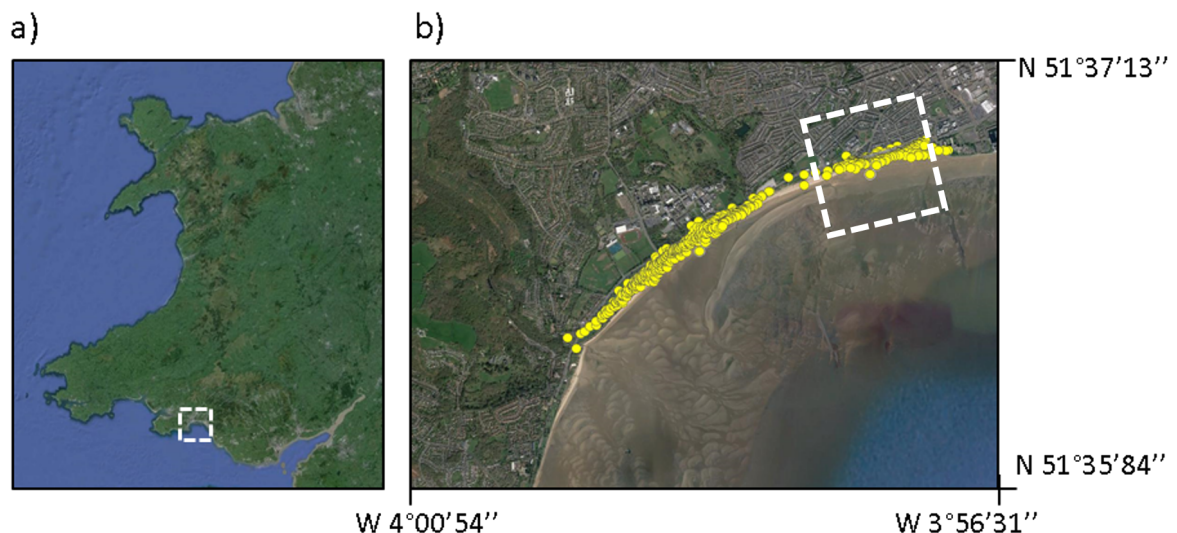 a)
b)
N 51°37’13’’
N 51°35’84’’
W 4°00’54’’
W 3°56’31’’